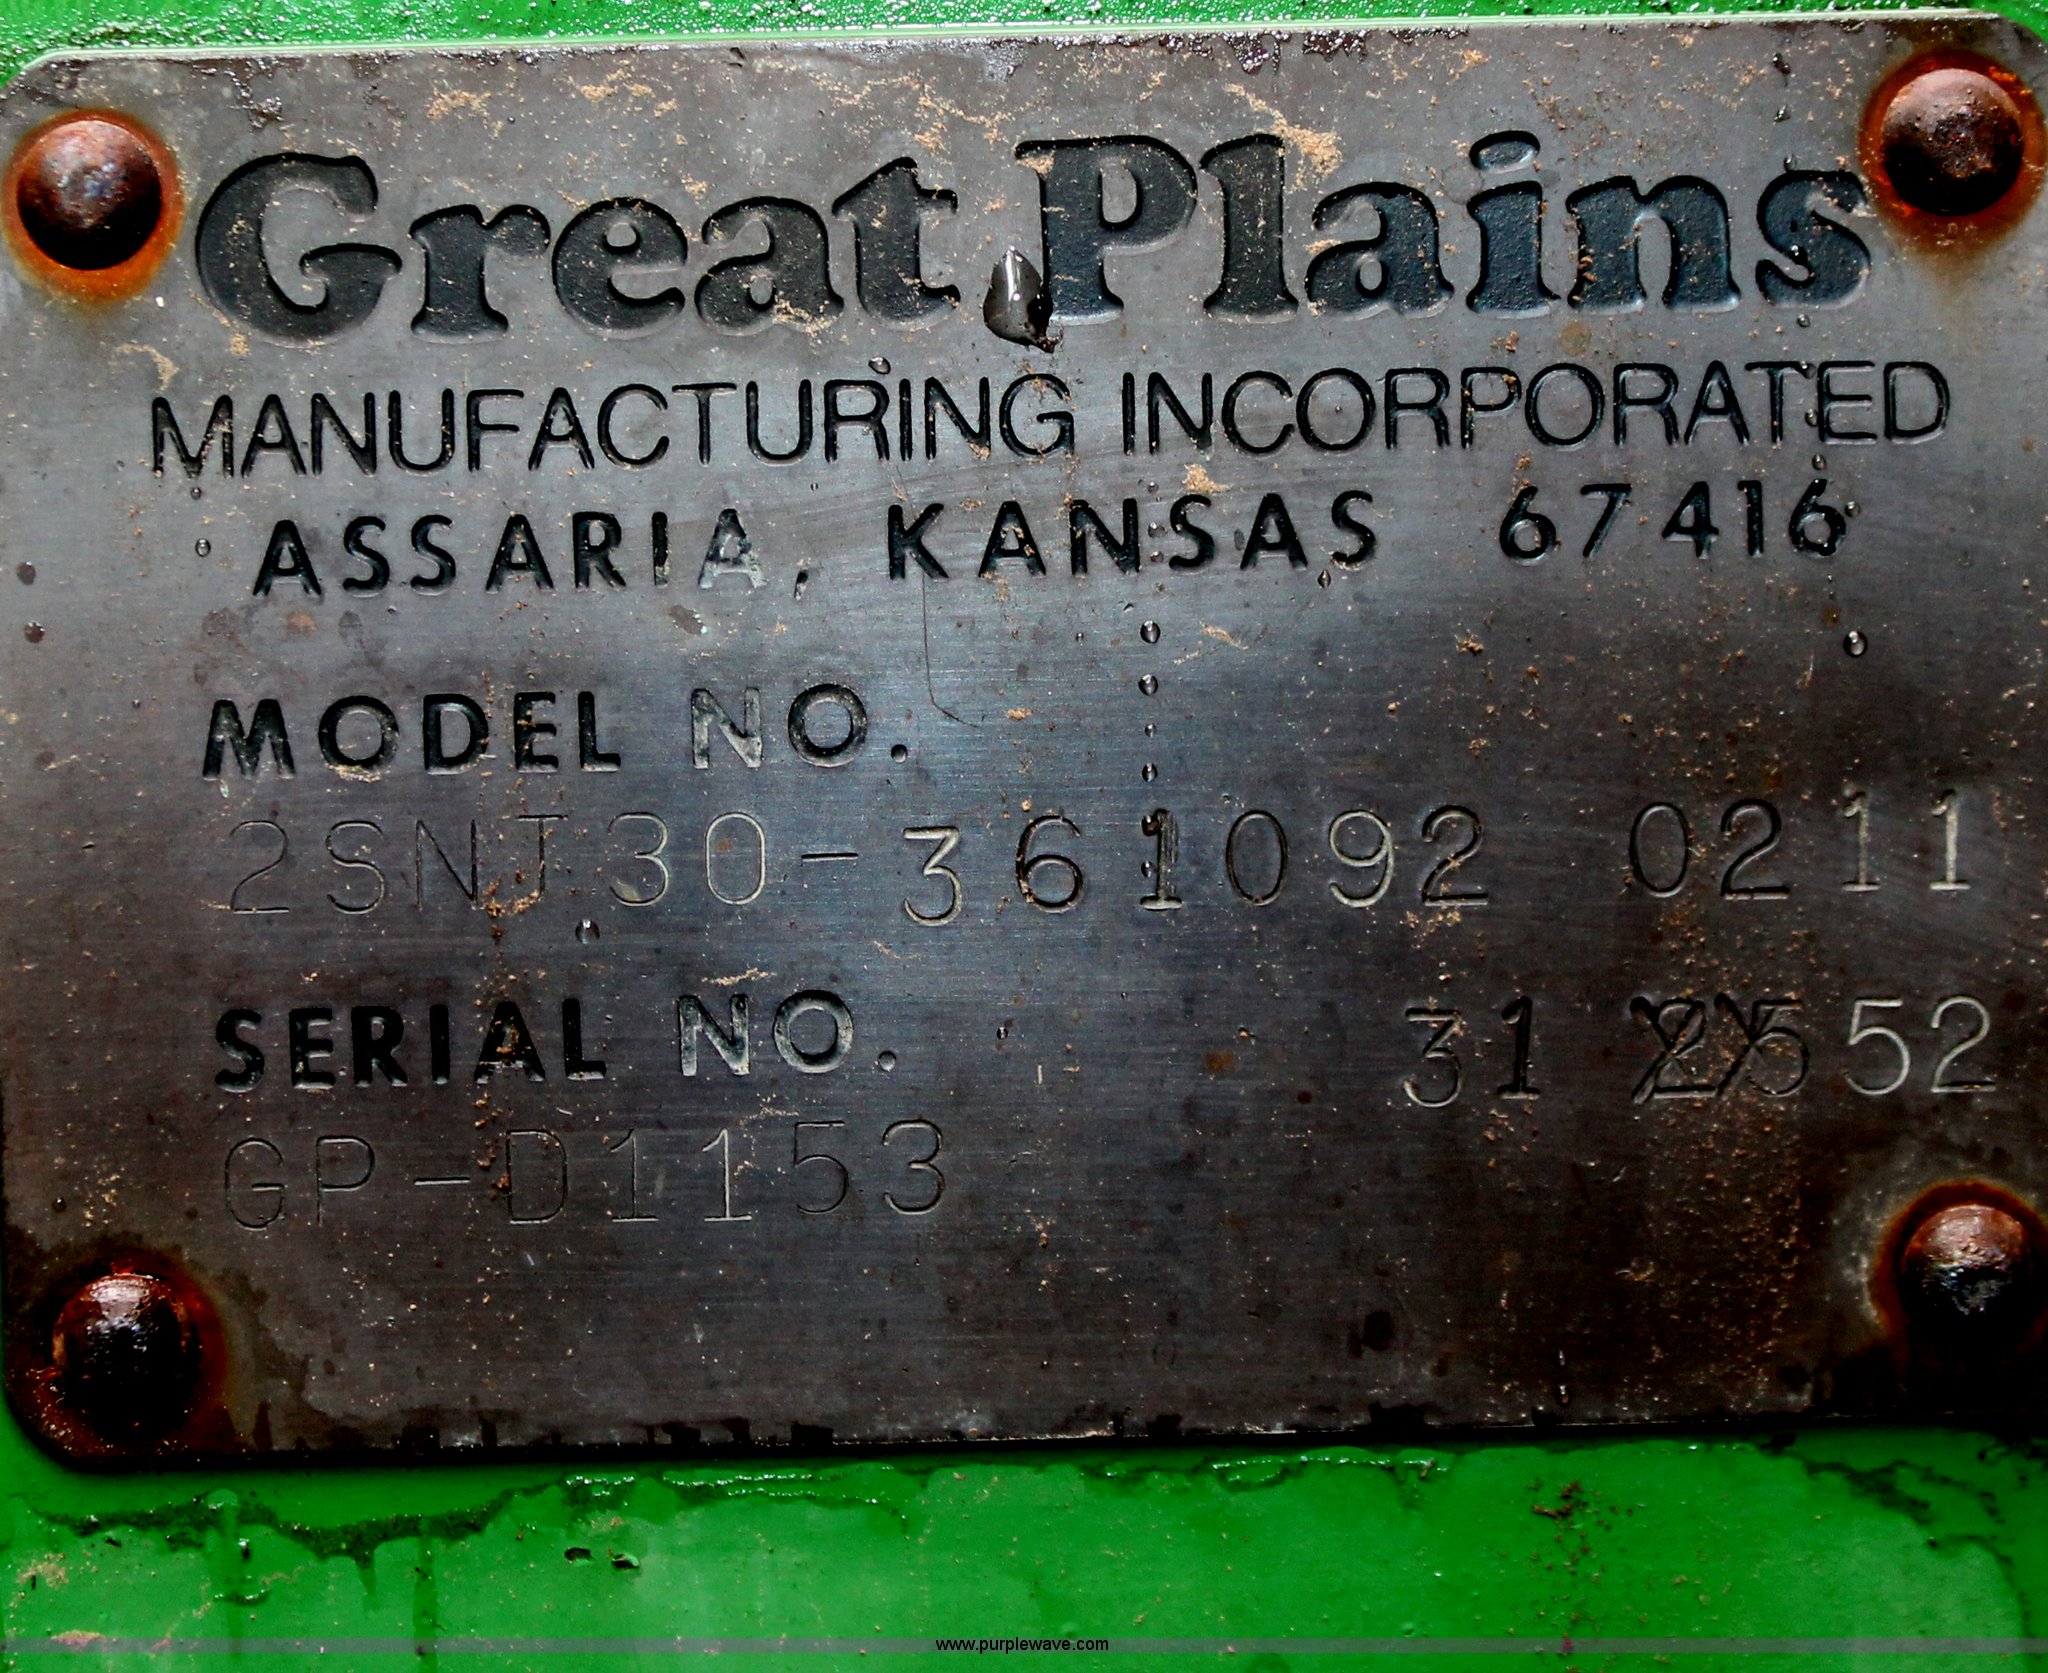 Great Plains
MANUFACTURING INCORPORATED
ASSARIA, KANSAS 67416
MODEL NO.
2SNJ30-361092 0211
SERIAL NO. 31 2552
GP-D1153
www.purplewave.com